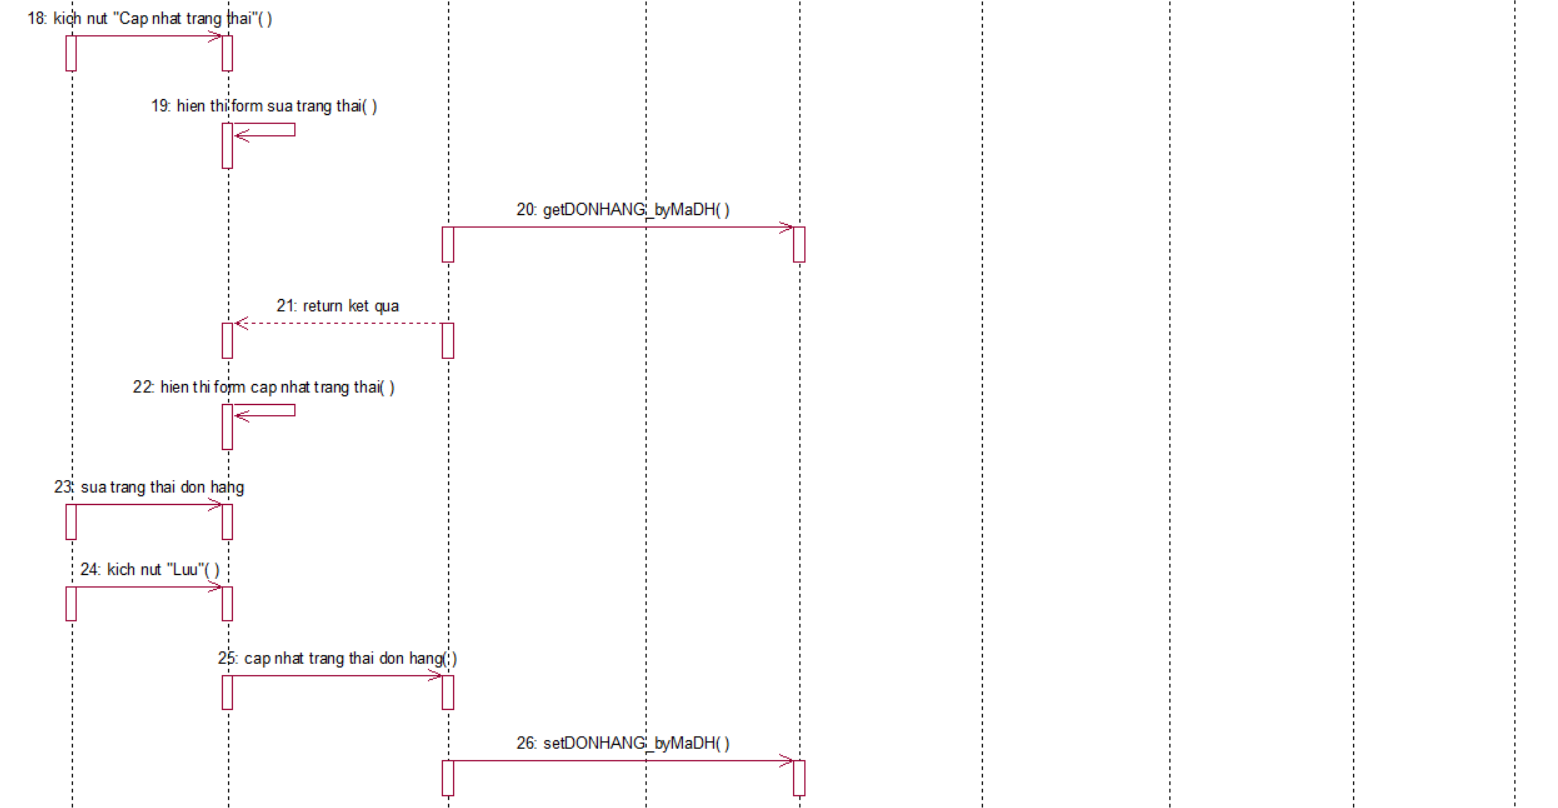 18: kich nut "Cap nhat trang thai"( )
19: hien thi form sua trang thai( )
20: getDONHANG_byMaDH( )
21: return ket qua
22: hien thi form cap nhat trang thai( )
23: sua trang thai don hang
24: kich nut "Luu"( )
25: cap nhat trang thai don hang( )
26: setDONHANG_byMaDH( )